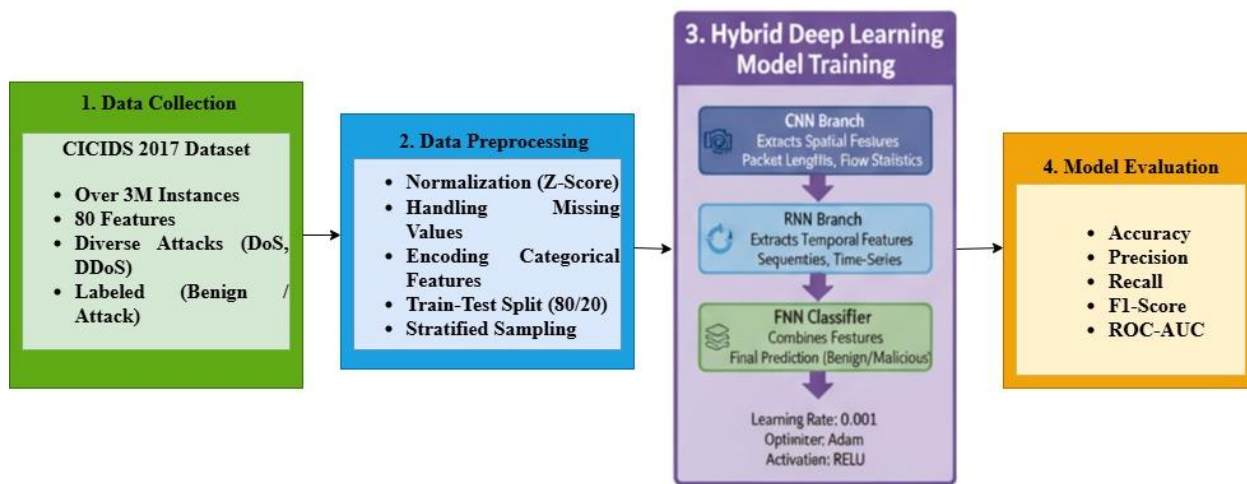 1. Data Collection
CICIDS 2017 Dataset
• Over 3M Instances
• 80 Features
• Diverse Attacks (DoS,
DDoS)
• Labeled (Benign /
Attack)
2. Data Preprocessing
• Normalization (Z-Score)
• Handling Missing
Values
• Encoding Categorical
Features
• Train-Test Split (80/20)
• Stratified Sampling
3. Hybrid Deep Learning
Model Training
CNN Branch
Extracts Spatial Features
Packet Lengtlls, Flow Statistics
RNN Branch
Extracts Temporal Features
Sequenties, Time-Series
FNN Classifier
Combines Festures
Final Prediction (Benign/Malicious)
Learning Rate: 0.001
Optimiter: Adam
Activation: RELU
4. Model Evaluation
• Accuracy
• Precision
• Recall
• F1-Score
• ROC-AUC